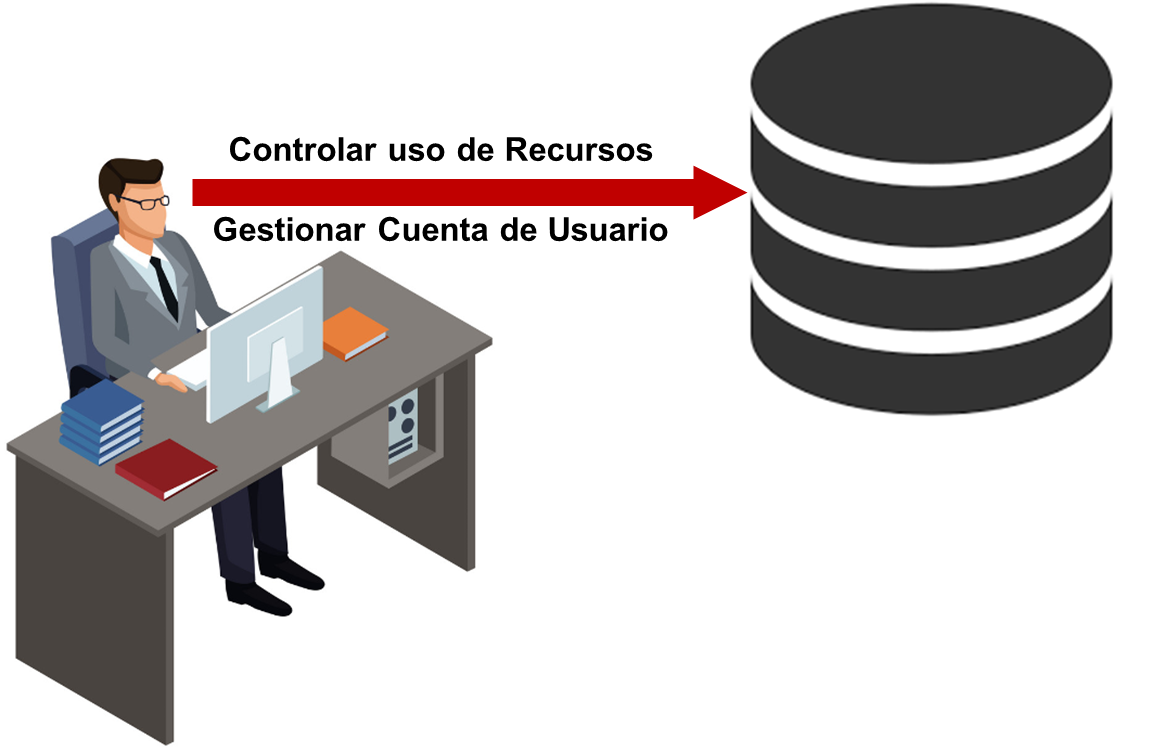 Controlar uso de Recursos
Gestionar Cuenta de Usuario